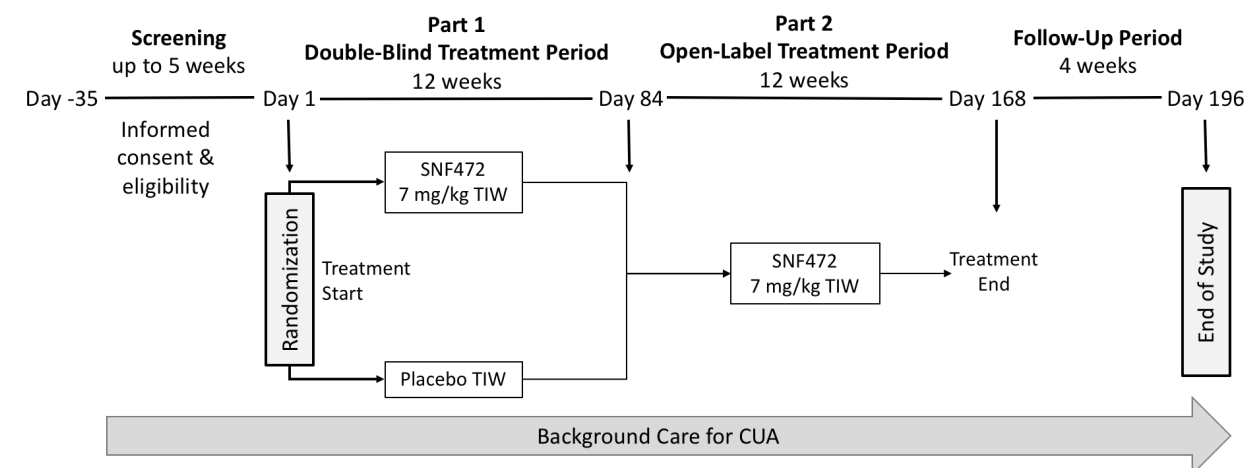 Screening
up to 5 weeks
Part 1
Double-Blind Treatment Period
12 weeks
Part 2
Open-Label Treatment Period
12 weeks
Follow-Up Period
4 weeks
Day -35
Day 1
Day 84
Day 168
Day 196
Informed
consent &
eligibility
Randomization
Treatment
Start
SNF472
7 mg/kg TIW
Placebo TIW
SNF472
7 mg/kg TIW
Treatment
End
End of Study
Background Care for CUA